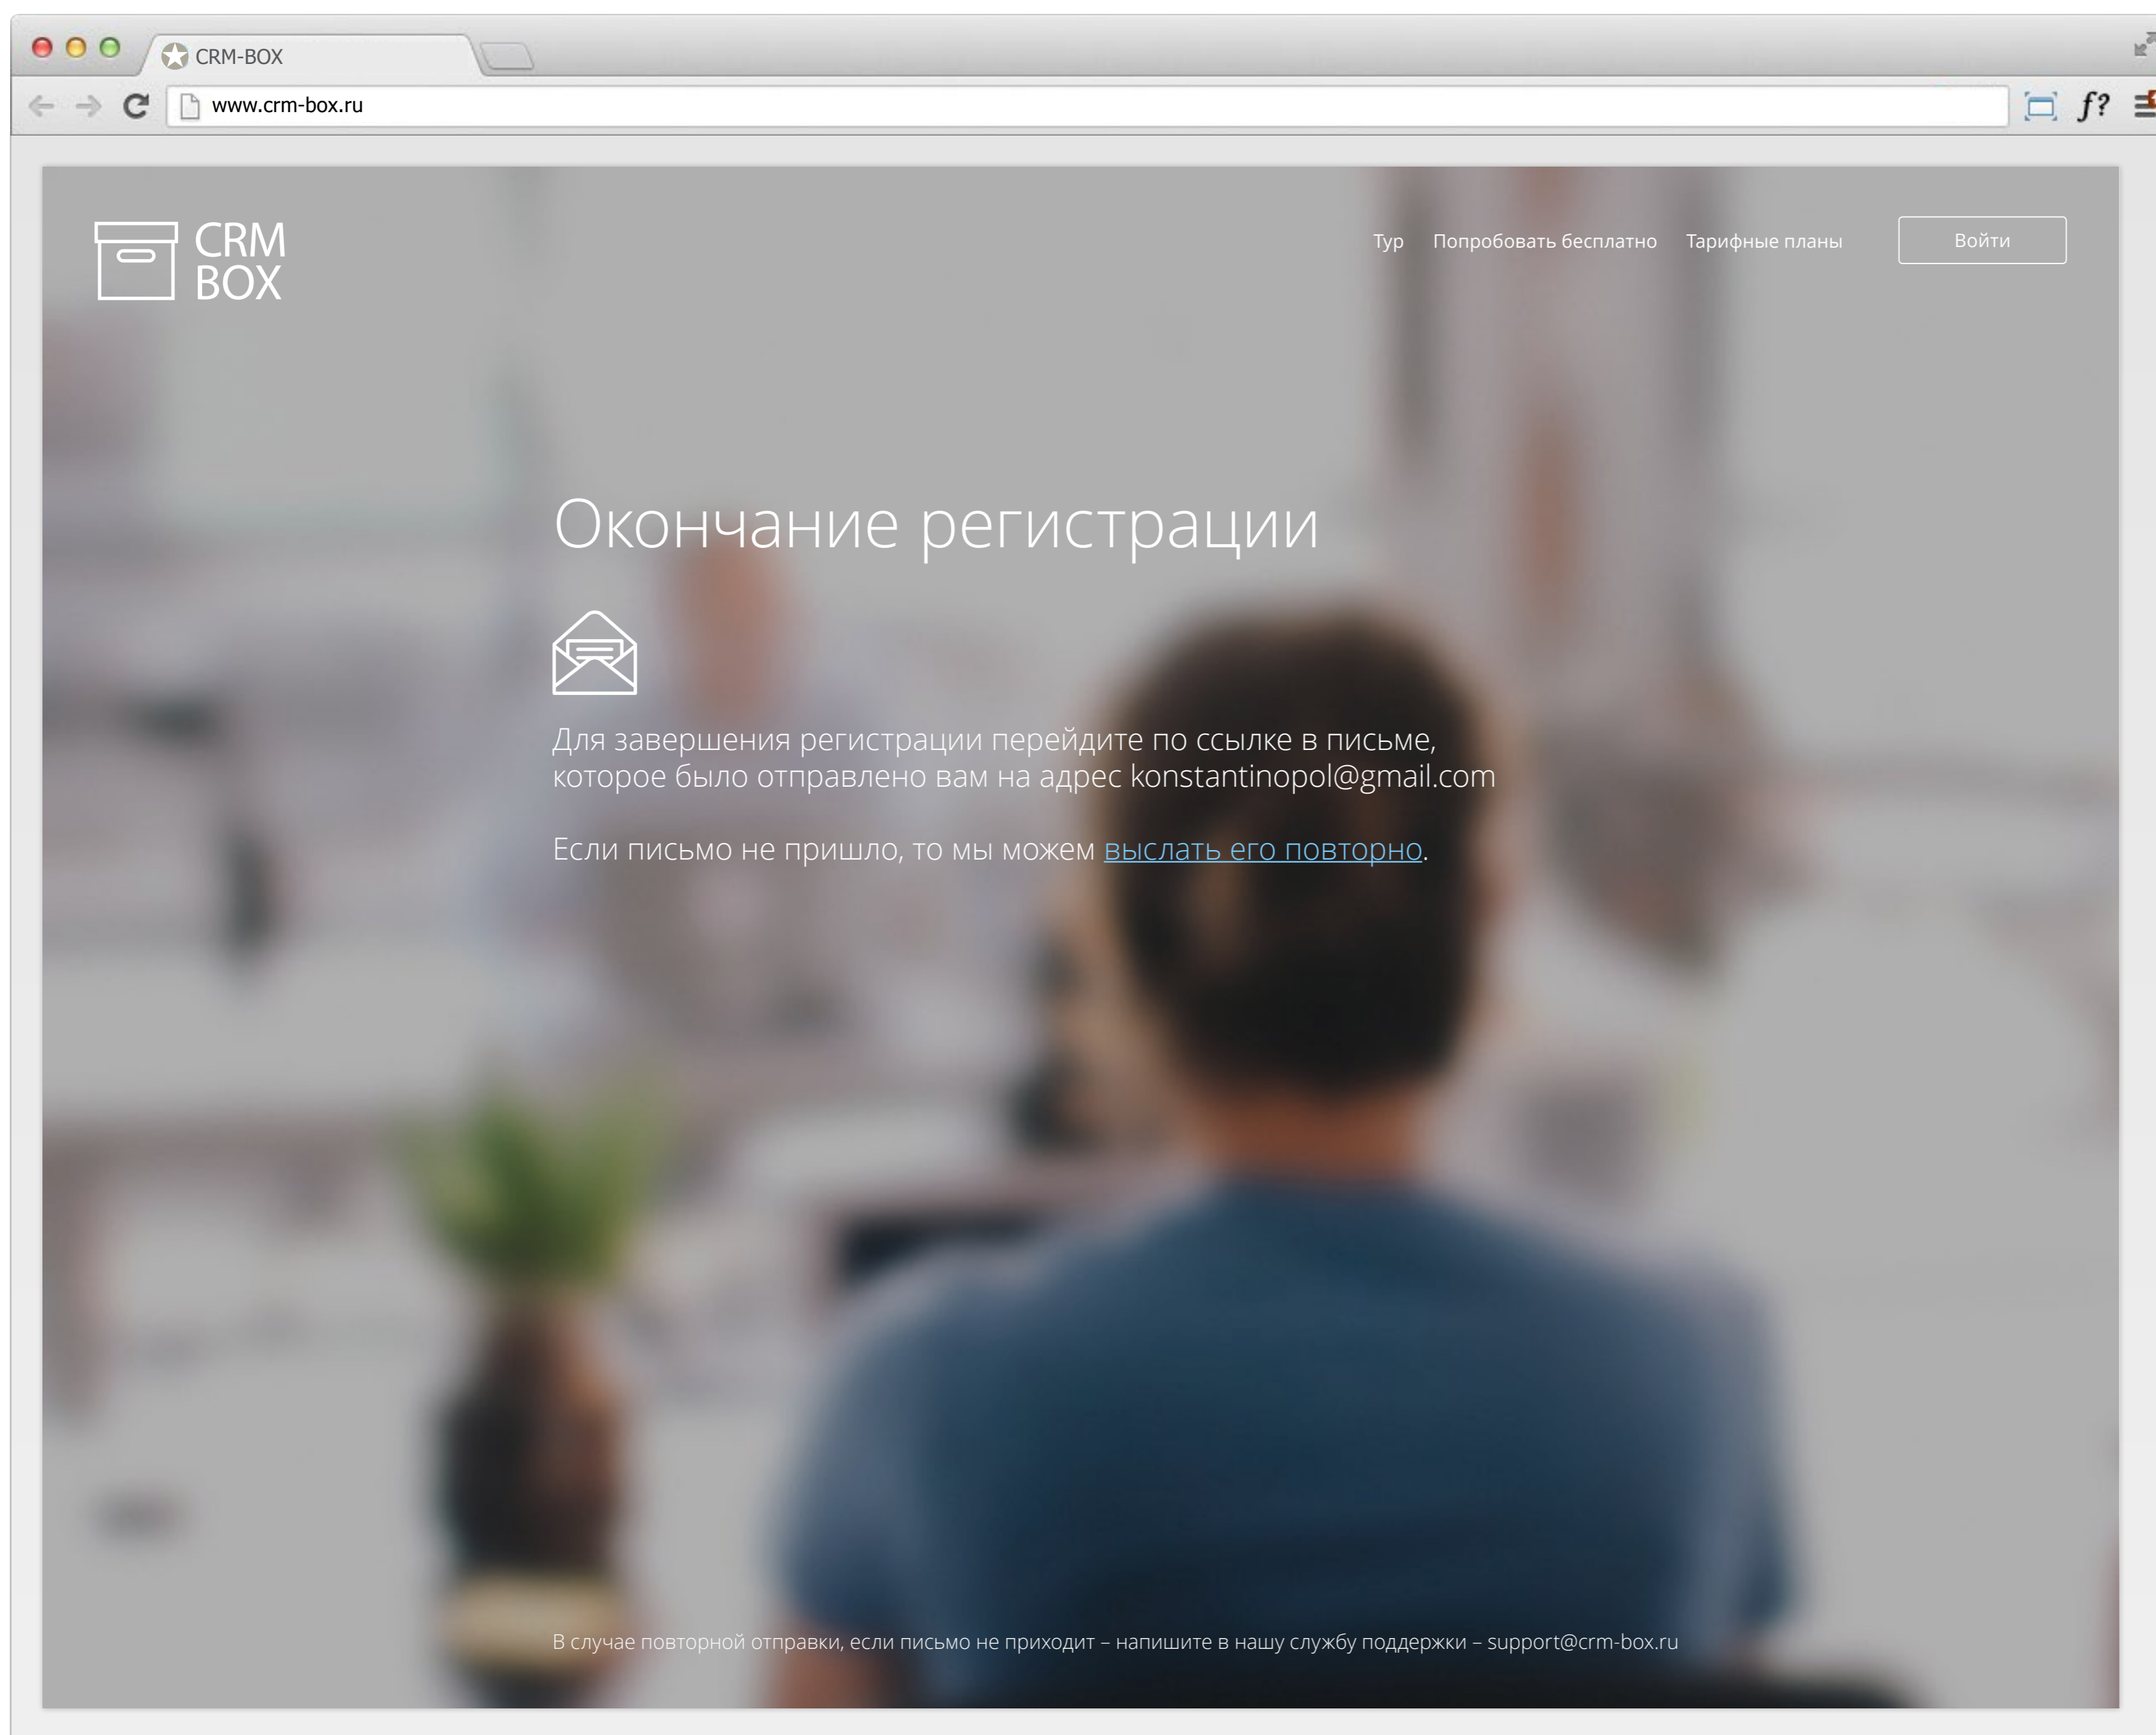 CRM-BOX
www.crm-box.ru
f?
CRM
BOX
Тур Попробовать бесплатно Тарифные планы Войти
Окончание регистрации
Для завершения регистрации перейдите по ссылке в письме,
которое было отправлено вам на адрес konstantinopol@gmail.com
Если письмо не пришло, то мы можем выслать его повторно.
В случае повторной отправки, если письмо не приходит – напишите в нашу службу поддержки – support@crm-box.ru